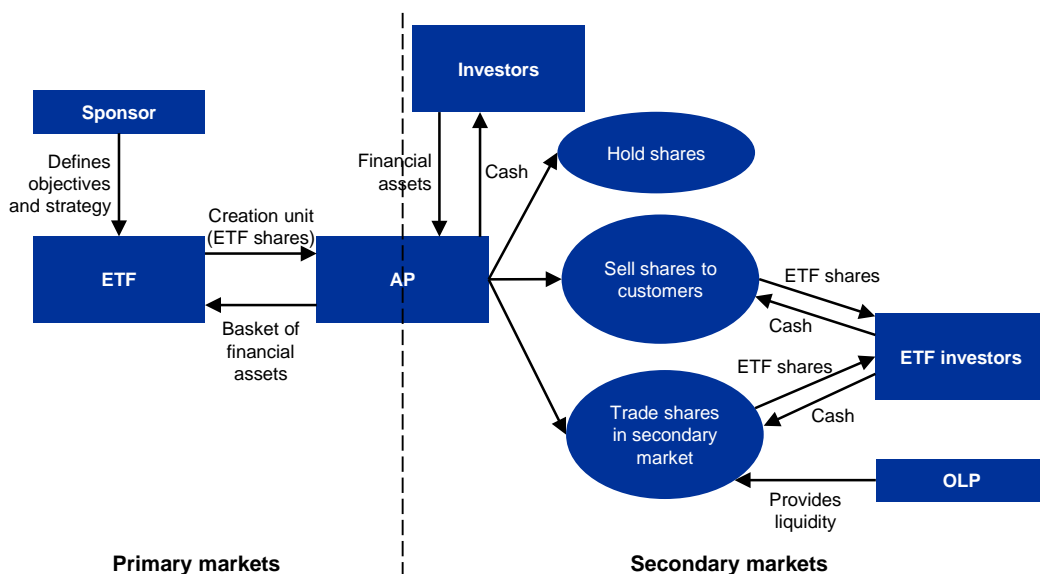 Investors
Sponsor
Defines
objectives
and strategy
Financial
assets
Cash
Hold shares
Creation unit
(ETF shares)
ETF
AP
Basket of
financial
assets
Sell shares to
customers
ETF shares
Cash
ETF investors
ETF shares
Cash
Trade shares
in secondary
market
OLP
Provides
liquidity
Primary markets
Secondary markets